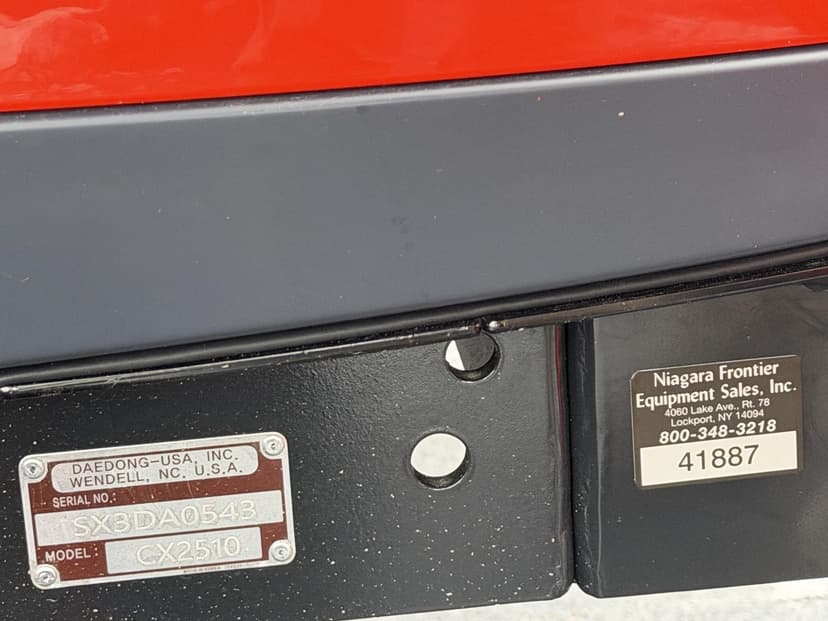 DAEDONG-USA, INC.
WENDELL, NC. U.S.A.
SERIAL NO.:
SX3DA0543
MODEL: CX2510
Niagara Frontier
Equipment Sales, Inc.
4060 Lake Ave., Rt. 78
Lockport, NY 14094
800-348-3218
41887